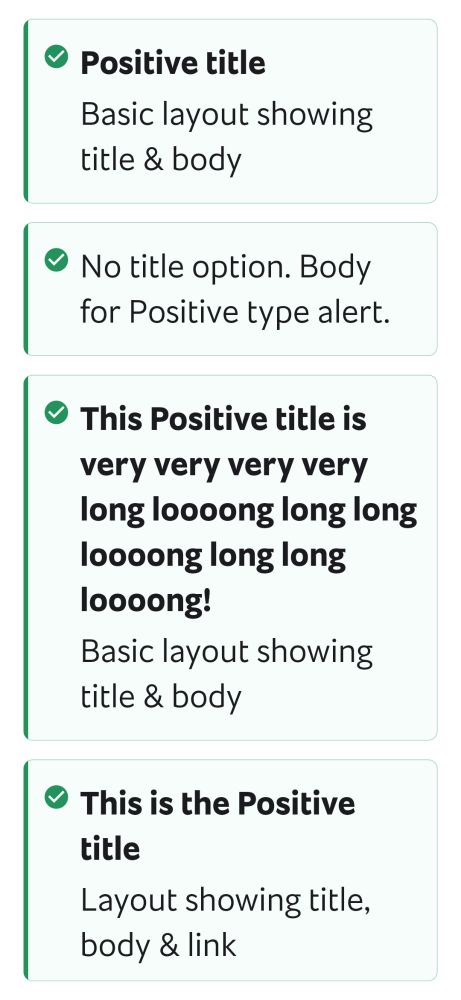 Positive title
Basic layout showing
title & body
No title option. Body
for Positive type alert.
This Positive title is
very very very very
long loooong long long
loooong long long
loooong!
Basic layout showing
title & body
This is the Positive
title
Layout showing title,
body & link